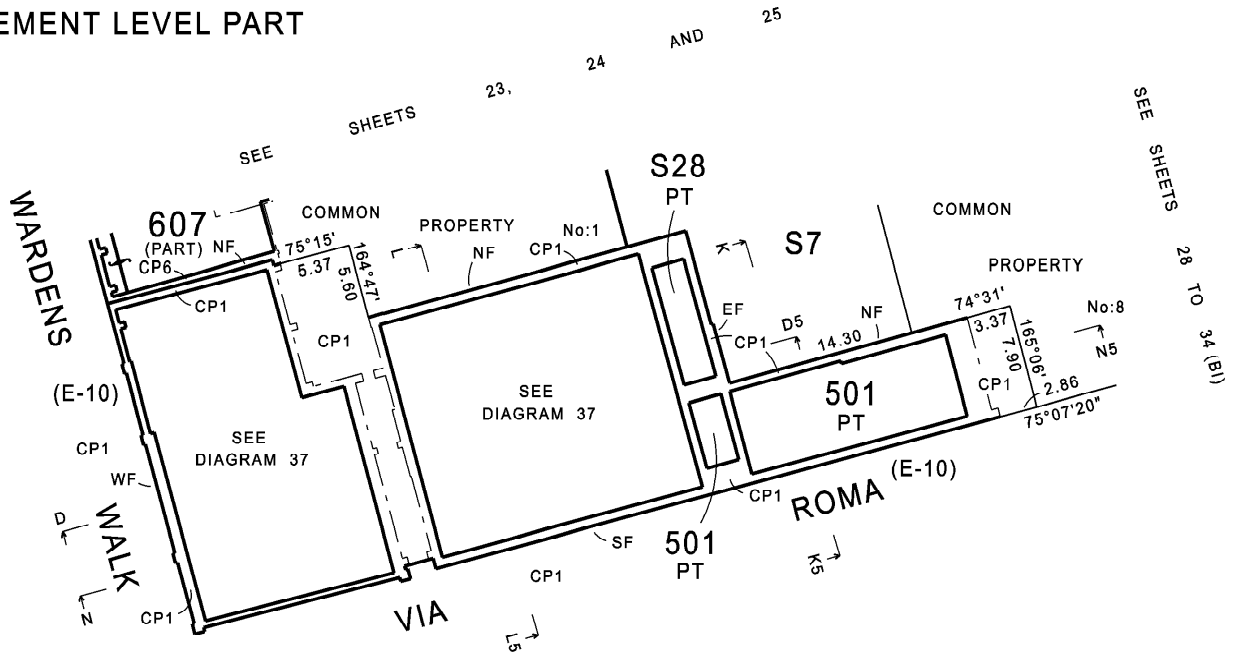 EMENT LEVEL PART
SEE SHEETS 23, 24 AND 25
SEE SHEETS 28 TO 34 (BI)
S28
PT
607
(PART)
NF
CP6
CP1
COMMON
PROPERTY
75°15'
5.37
164°47'
5.60
CP1
L
NF
CP1
No:1
K
S7
COMMON
PROPERTY
EF
CP1
D5
14.30
NF
74°31'
3.37
165°06'
7.90
CP1
2.86
75°07'20"
No:8
N5
WARDENS
WALK
(E-10)
CP1
WF
SEE
DIAGRAM 37
SEE
DIAGRAM 37
501
PT
501
PT
CP1
(E-10)
VIA
ROMA
SF
CP1
D
N
CP1
L5
K5